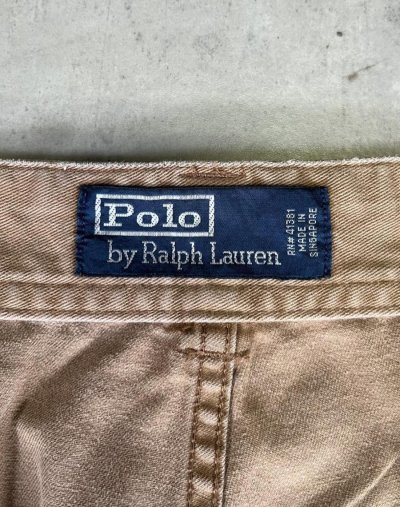 Polo
by Ralph Lauren
RN# 41381
MADE IN
SINGAPORE